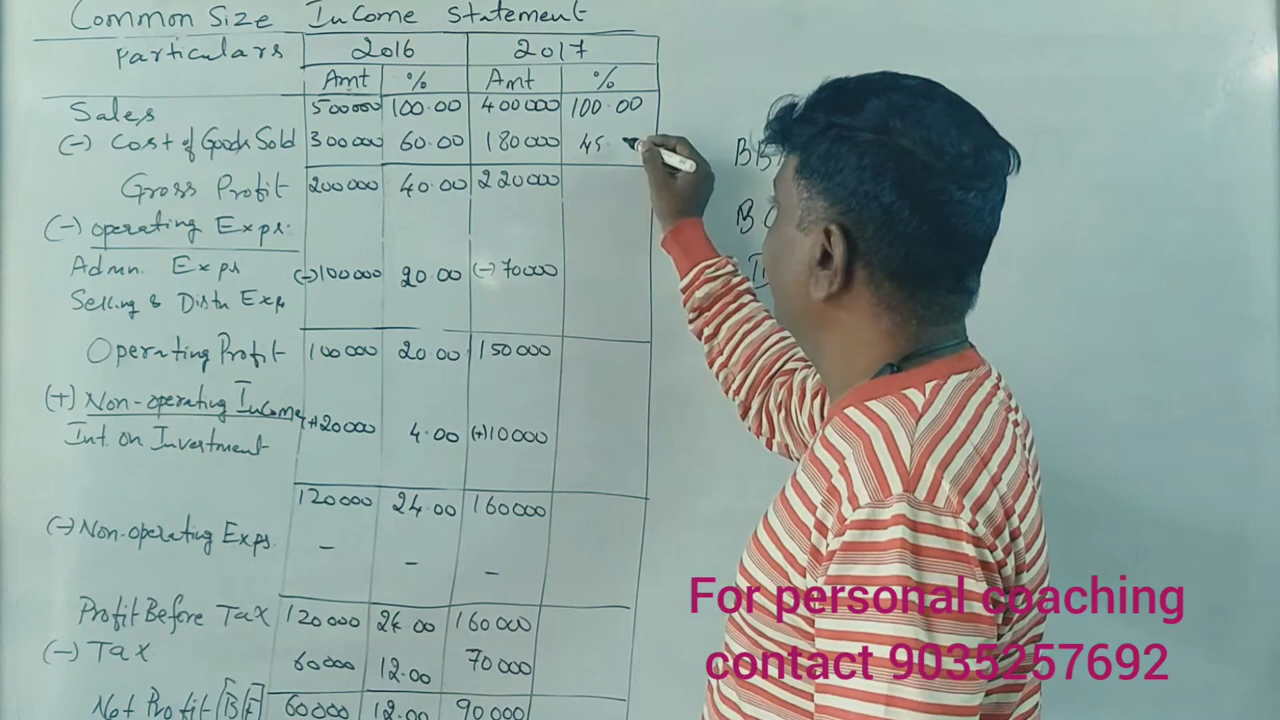 Common Size Income Statement
Particulars 2016 2017
Amt % Amt %
Sales 500000 100.00 400000 100.00
(-) Cost of Goods Sold 300000 60.00 180000 45.
Gross Profit 200000 40.00 220000
(-) operating Exps:
Admn. Exps (-)100000 20.00 (-)70000
Selling & Distn Exps
Operating Profit 100000 20.00 150000
(+) Non-operating Income
Int. on Investment (+)20000 4.00 (+)10000
120000 24.00 160000
(-) Non-operating Exps. - - -
Profit Before Tax 120000 24.00 160000
(-) Tax 60000 12.00 70000
Net Profit (B/F) 60000 12.00 90000
BB
B
For personal coaching
contact 9035257692